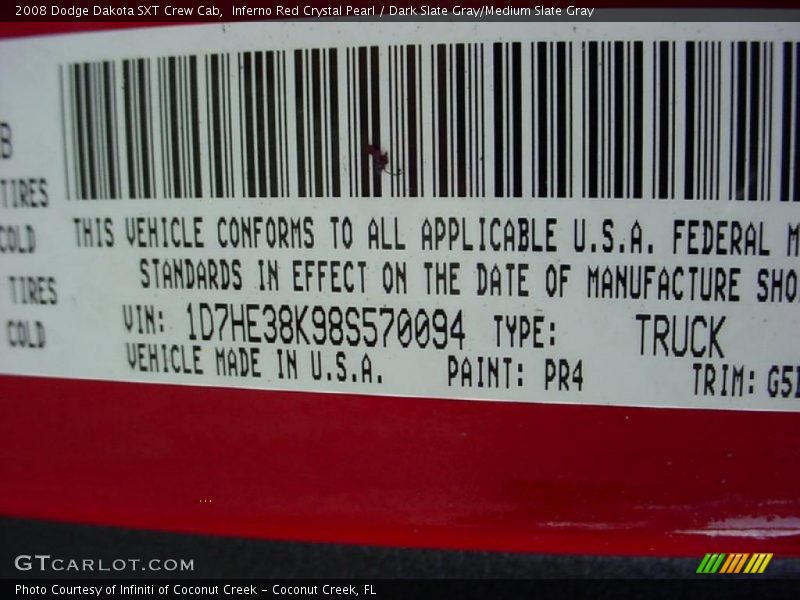 2008 Dodge Dakota SXT Crew Cab,  Inferno Red Crystal Pearl / Dark Slate Gray/Medium Slate Gray
B
TIRES
COLD
TIRES
COLD
THIS VEHICLE CONFORMS TO ALL APPLICABLE U.S.A. FEDERAL M
STANDARDS IN EFFECT ON THE DATE OF MANUFACTURE SHO
VIN: 1D7HE38K98S570094 TYPE: TRUCK
VEHICLE MADE IN U.S.A. PAINT: PR4 TRIM: G5
GTCARLOT.COM
Photo Courtesy of Infiniti of Coconut Creek – Coconut Creek, FL